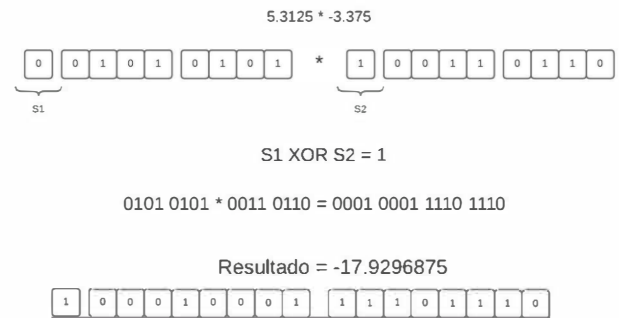 5.3125 * -3.375
0 0 1 0 1 0 1 0 1 * 1 0 0 1 1 0 1 1 0
S1 S2
S1 XOR S2 = 1
0101 0101 * 0011 0110 = 0001 0001 1110 1110
Resultado = -17.9296875
1 0 0 0 1 0 0 0 1 1 1 1 0 1 1 1 0